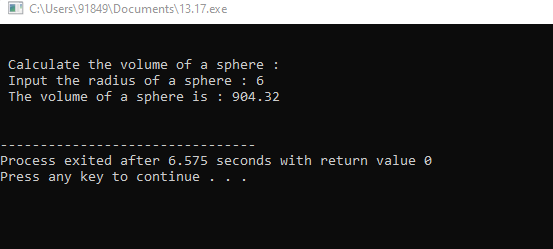 C:\Users\91849\Documents\13.17.exe
Calculate the volume of a sphere :
Input the radius of a sphere : 6
The volume of a sphere is : 904.32
--------------------------------
Process exited after 6.575 seconds with return value 0
Press any key to continue . . .